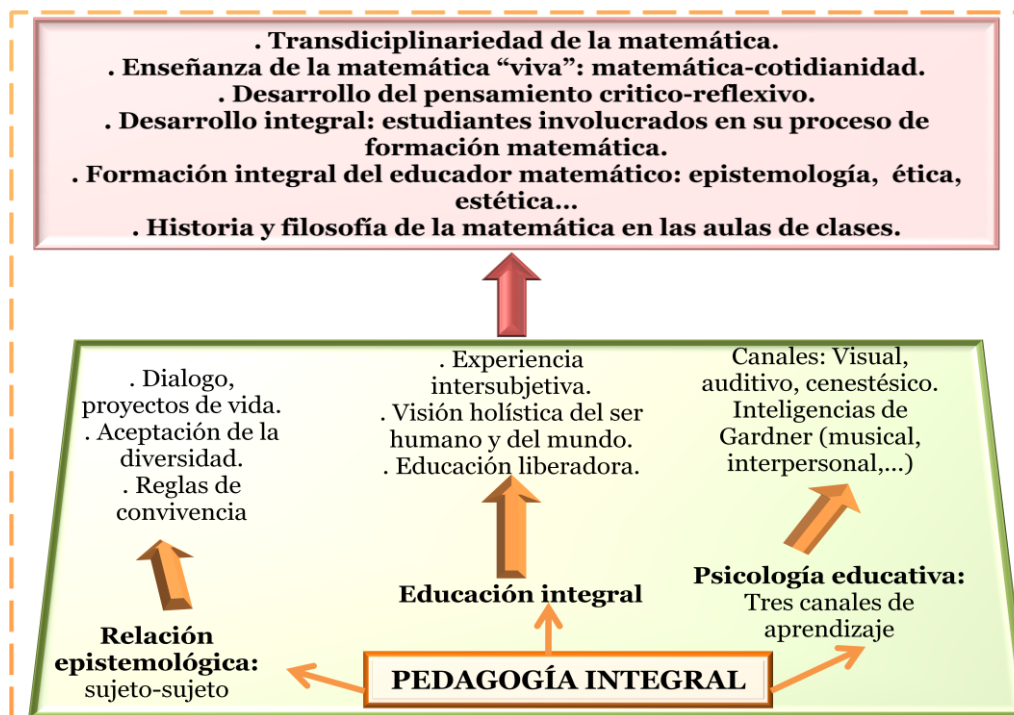 . Transdiciplinariedad de la matemática.
. Enseñanza de la matemática “viva”: matemática-cotidianidad.
. Desarrollo del pensamiento critico-reflexivo.
. Desarrollo integral: estudiantes involucrados en su proceso de
formación matemática.
. Formación integral del educador matemático: epistemología, ética,
estética...
. Historia y filosofía de la matemática en las aulas de clases.
. Dialogo,
proyectos de vida.
. Aceptación de la
diversidad.
. Reglas de
convivencia
. Experiencia
intersubjetiva.
. Visión holística del ser
humano y del mundo.
. Educación liberadora.
Canales: Visual,
auditivo, cenestésico.
Inteligencias de
Gardner (musical,
interpersonal,...)
Relación
epistemológica:
sujeto-sujeto
Educación integral
Psicología educativa:
Tres canales de
aprendizaje
PEDAGOGÍA INTEGRAL